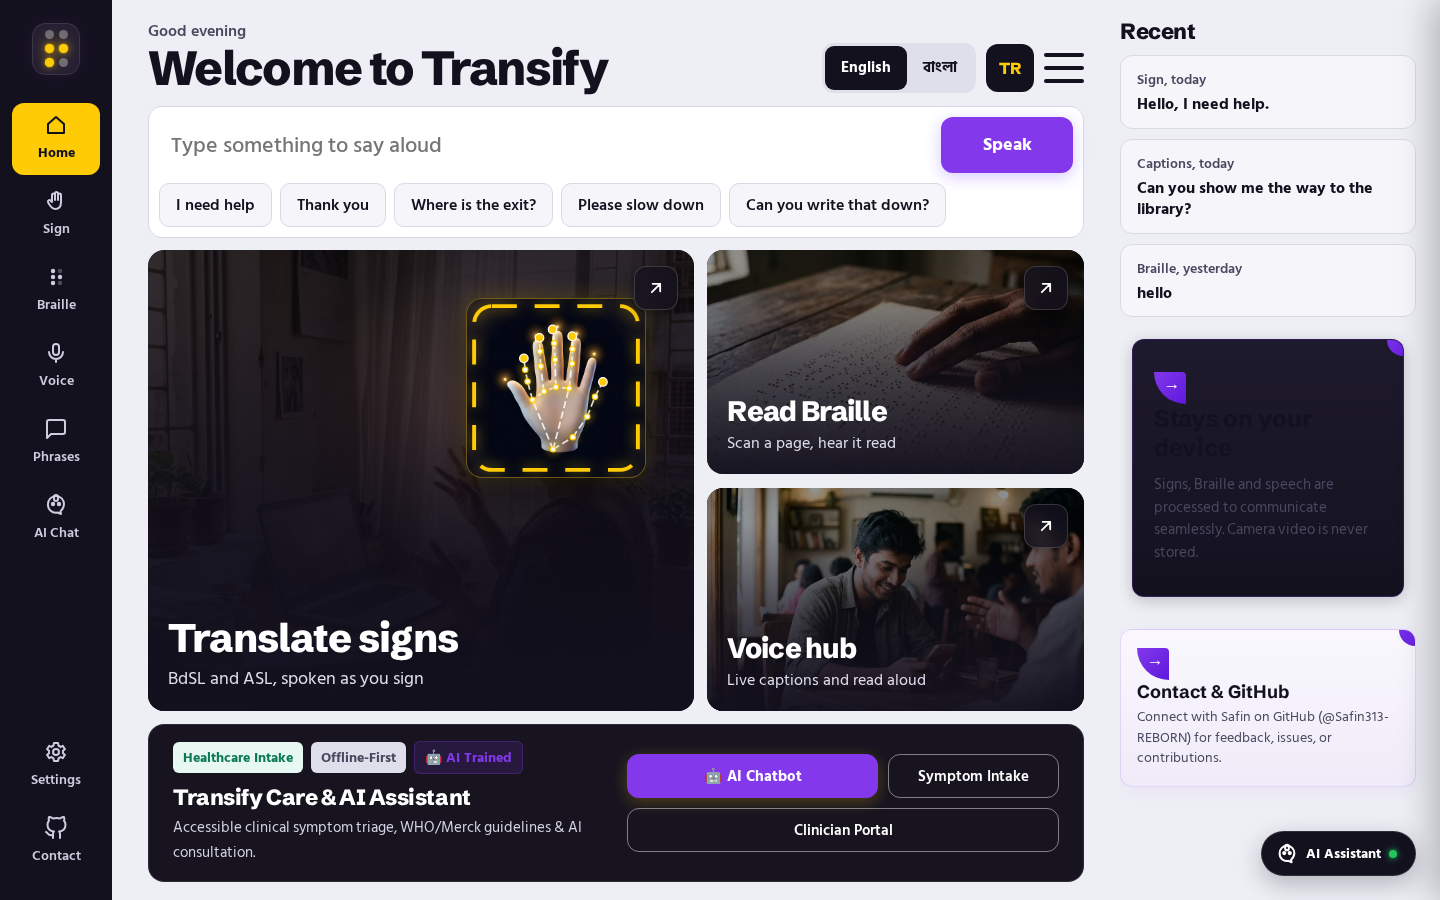 Home
Sign
Braille
Voice
Phrases
AI Chat
Settings
Contact
Good evening
Welcome to Transify
English
বাংলা
TR
Type something to say aloud
Speak
I need help
Thank you
Where is the exit?
Please slow down
Can you write that down?
Translate signs
BdSL and ASL, spoken as you sign
Read Braille
Scan a page, hear it read
Voice hub
Live captions and read aloud
Healthcare Intake
Offline-First
🤖 AI Trained
Transify Care & AI Assistant
Accessible clinical symptom triage, WHO/Merck guidelines & AI
consultation.
🤖 AI Chatbot
Symptom Intake
Clinician Portal
Recent
Sign, today
Hello, I need help.
Captions, today
Can you show me the way to the
library?
Braille, yesterday
hello
→
Stays on your
device
Signs, Braille and speech are
processed to communicate
seamlessly. Camera video is never
stored.
→
Contact & GitHub
Connect with Safin on GitHub (@Safin313-
REBORN) for feedback, issues, or
contributions.
AI Assistant